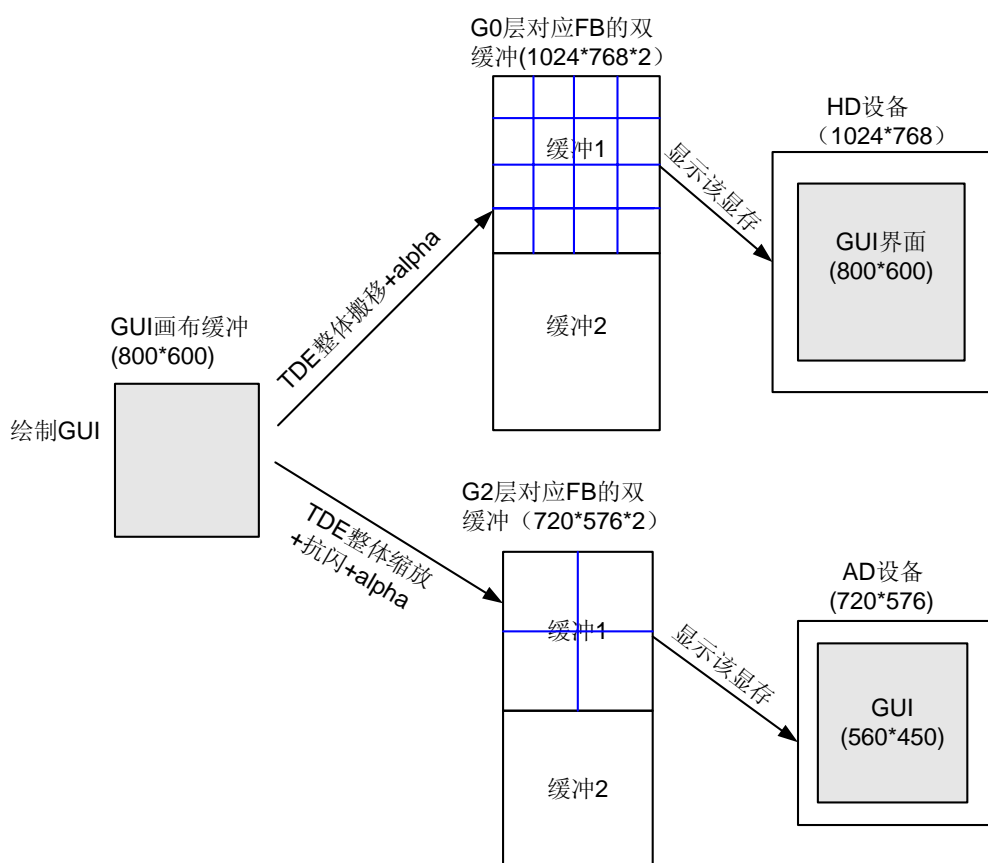 G0层对应FB的双
缓冲(1024*768*2）
缓冲1
缓冲2
HD设备
（1024*768）
显示该显存
GUI界面
(800*600)
TDE整体搬移+alpha
GUI画布缓冲
(800*600)
绘制GUI
TDE整体缩放
+抗闪+alpha
G2层对应FB的双
缓冲（720*576*2）
缓冲1
缓冲2
显示该显存
AD设备
(720*576)
GUI
(560*450)